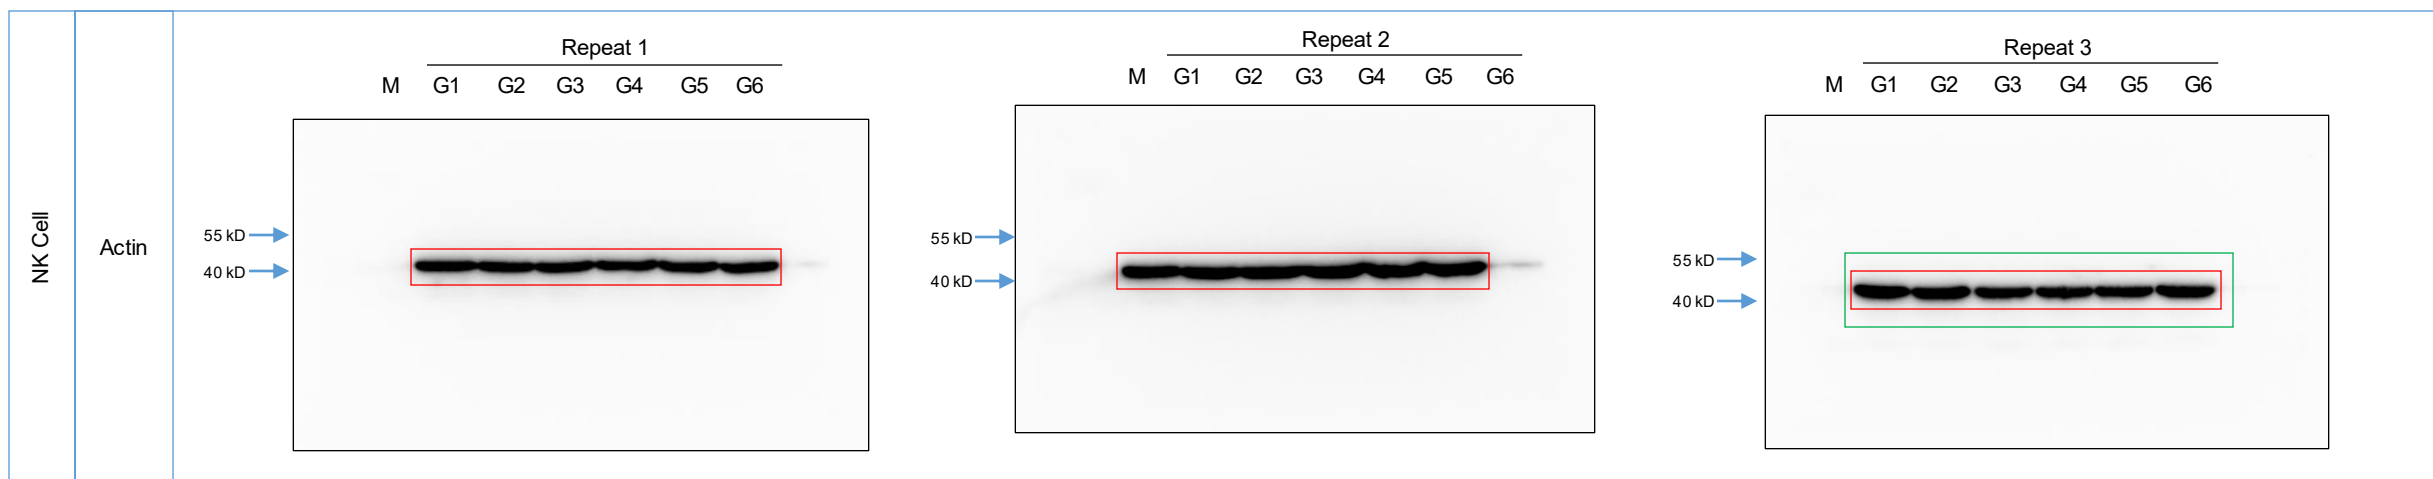 NK Cell
Actin
Repeat 1
M G1 G2 G3 G4 G5 G6
55 kD
40 kD
Repeat 2
M G1 G2 G3 G4 G5 G6
55 kD
40 kD
Repeat 3
M G1 G2 G3 G4 G5 G6
55 kD
40 kD